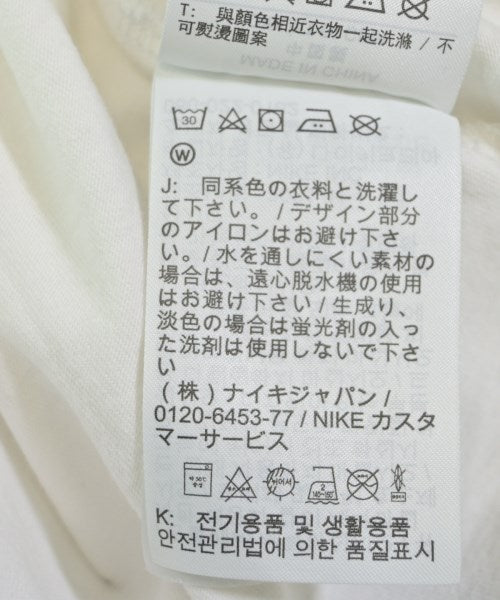 T: 與顏色相近衣物一起洗滌 / 不
可熨燙圖案
MADE IN CHINA
30
W
J: 同系色の衣料と洗濯し
て下さい。/ デザイン部分
のアイロンはお避け下さ
い。/ 水を通しにくい素材の
場合は、遠心脱水機の使用
はお避け下さい / 生成り、
淡色の場合は蛍光剤の入っ
た洗剤は使用しないで下さ
い
(株) ナイキジャパン /
0120-6453-77 / NIKE カスタ
マーサービス
K: 전기용품 및 생활용품
안전관리법에 의한 품질표시